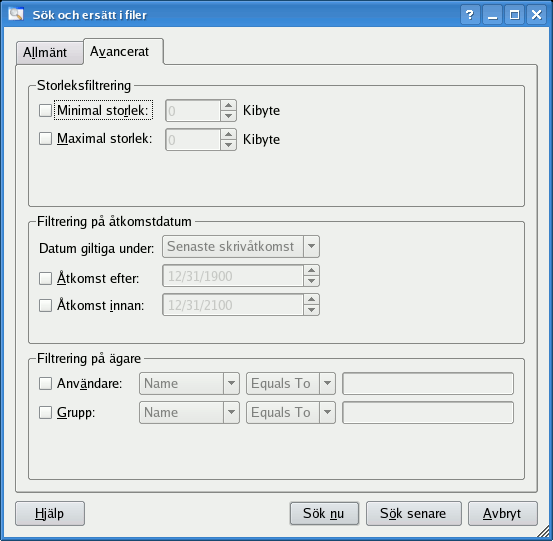 Sök och ersätt i filer
Allmänt Avancerat
Storleksfiltrering
Minimal storlek: 0 Kibyte
Maximal storlek: 0 Kibyte
Filtrering på åtkomstdatum
Datum giltiga under: Senaste skrivåtkomst
Åtkomst efter: 12/31/1900
Åtkomst innan: 12/31/2100
Filtrering på ägare
Användare: Name Equals To
Grupp: Name Equals To
Hjälp Sök nu Sök senare Avbryt